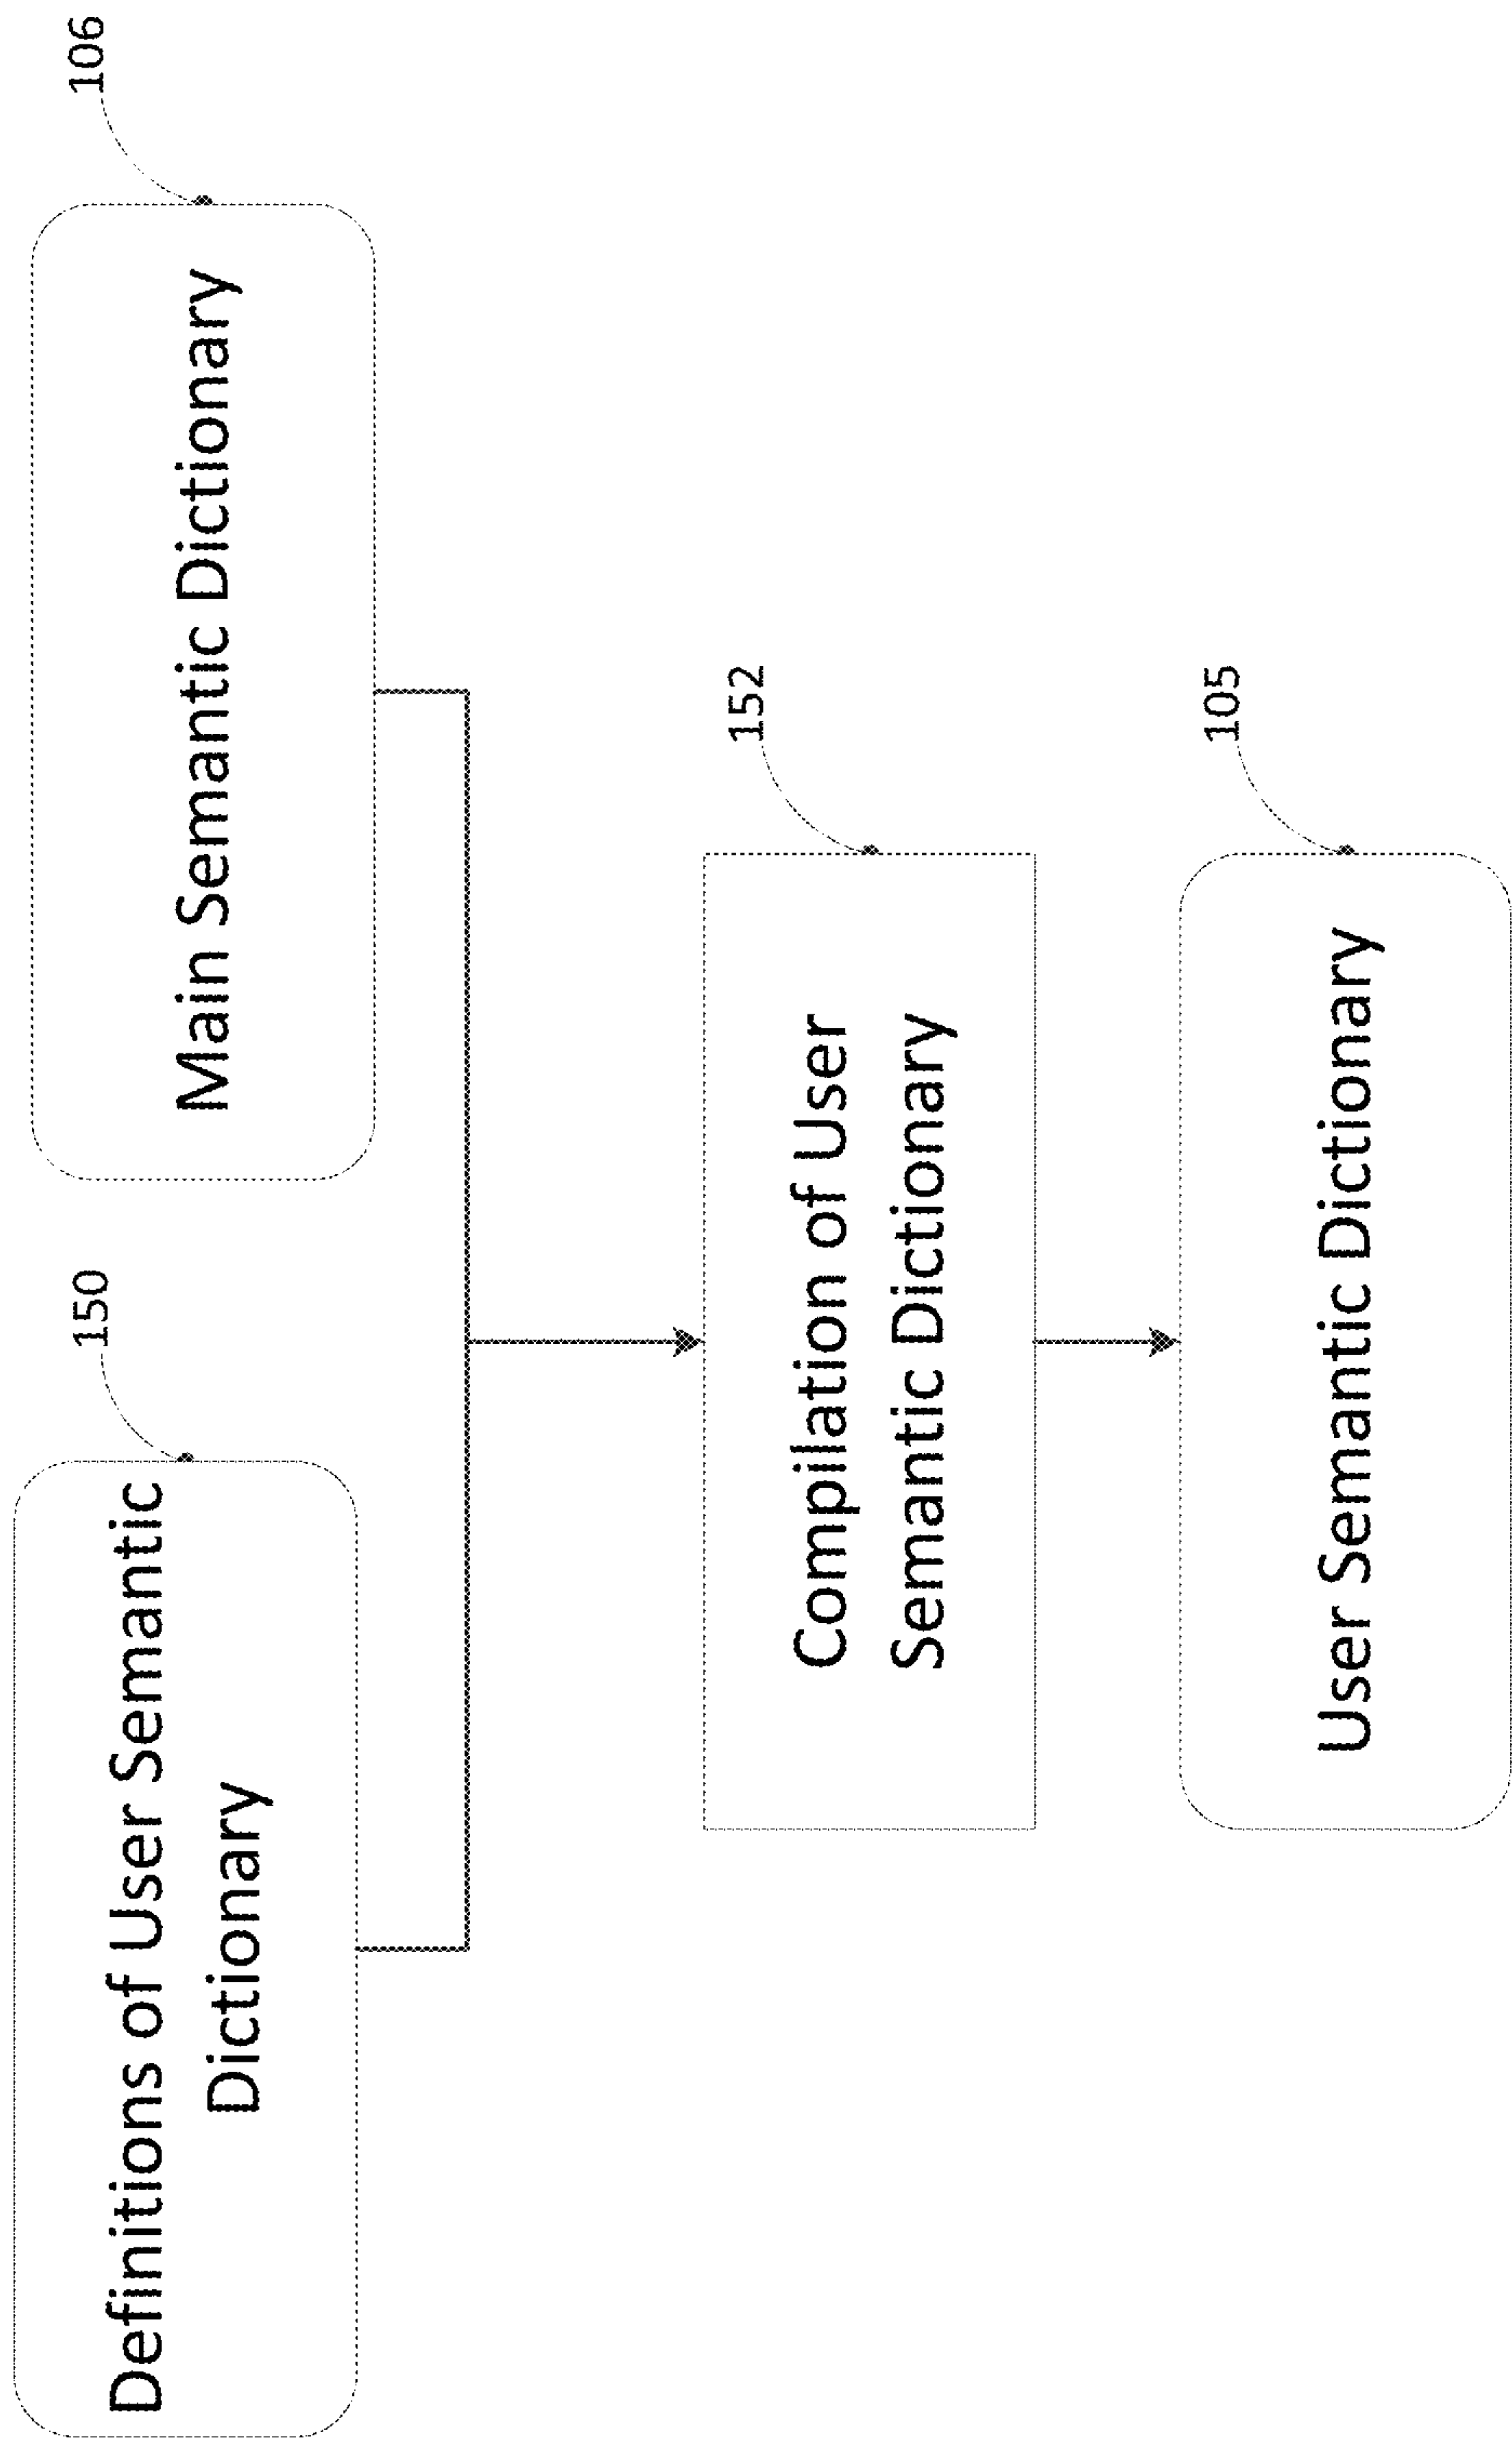 150
Definitions of User Semantic
Dictionary
106
Main Semantic Dictionary
152
Compilation of User
Semantic Dictionary
105
User Semantic Dictionary